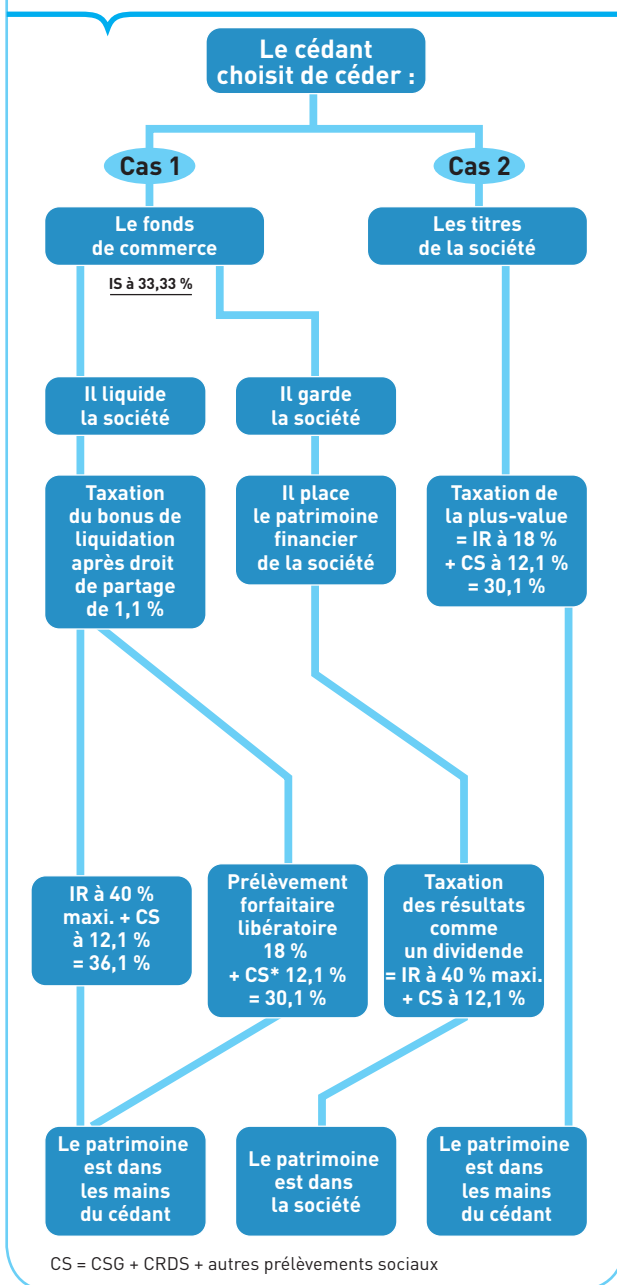 Le cédant
choisit de céder :
Cas 1
Cas 2
Le fonds
de commerce
Les titres
de la société
IS à 33,33 %
Il liquide
la société
Il garde
la société
Taxation
du bonus de
liquidation
après droit
de partage
de 1,1 %
Il place
le patrimoine
financier
de la société
Taxation de
la plus-value
= IR à 18 %
+ CS à 12,1 %
= 30,1 %
IR à 40 %
maxi. + CS
à 12,1 %
= 36,1 %
Prélèvement
forfaitaire
libératoire
18 %
+ CS* 12,1 %
= 30,1 %
Taxation
des résultats
comme
un dividende
= IR à 40 % maxi.
+ CS à 12,1 %
Le patrimoine
est dans
les mains
du cédant
Le patrimoine
est dans
la société
Le patrimoine
est dans
les mains
du cédant
CS = CSG + CRDS + autres prélèvements sociaux